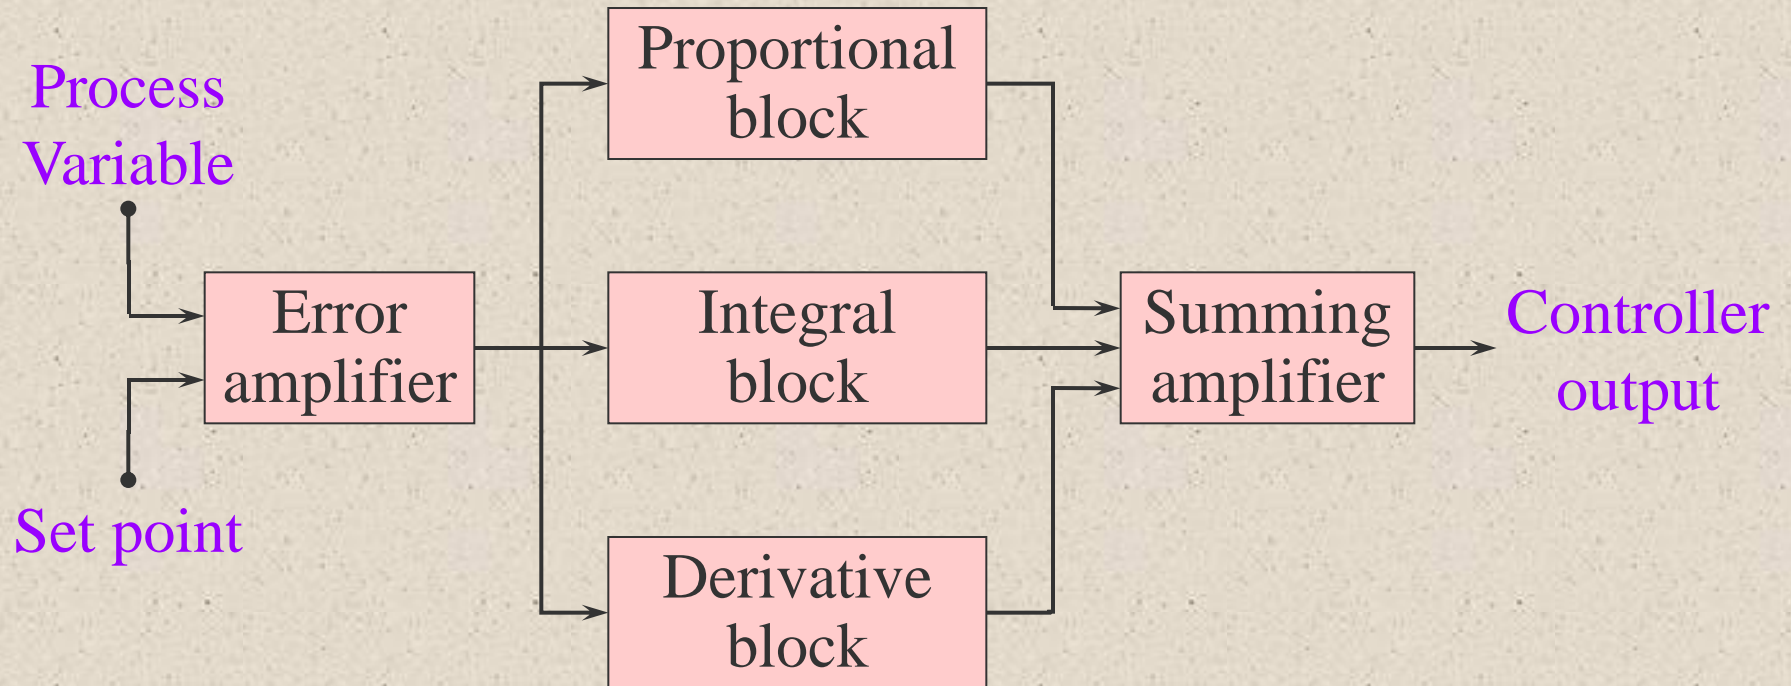 Process
Variable
Set point
Error
amplifier
Proportional
block
Integral
block
Derivative
block
Summing
amplifier
Controller
output